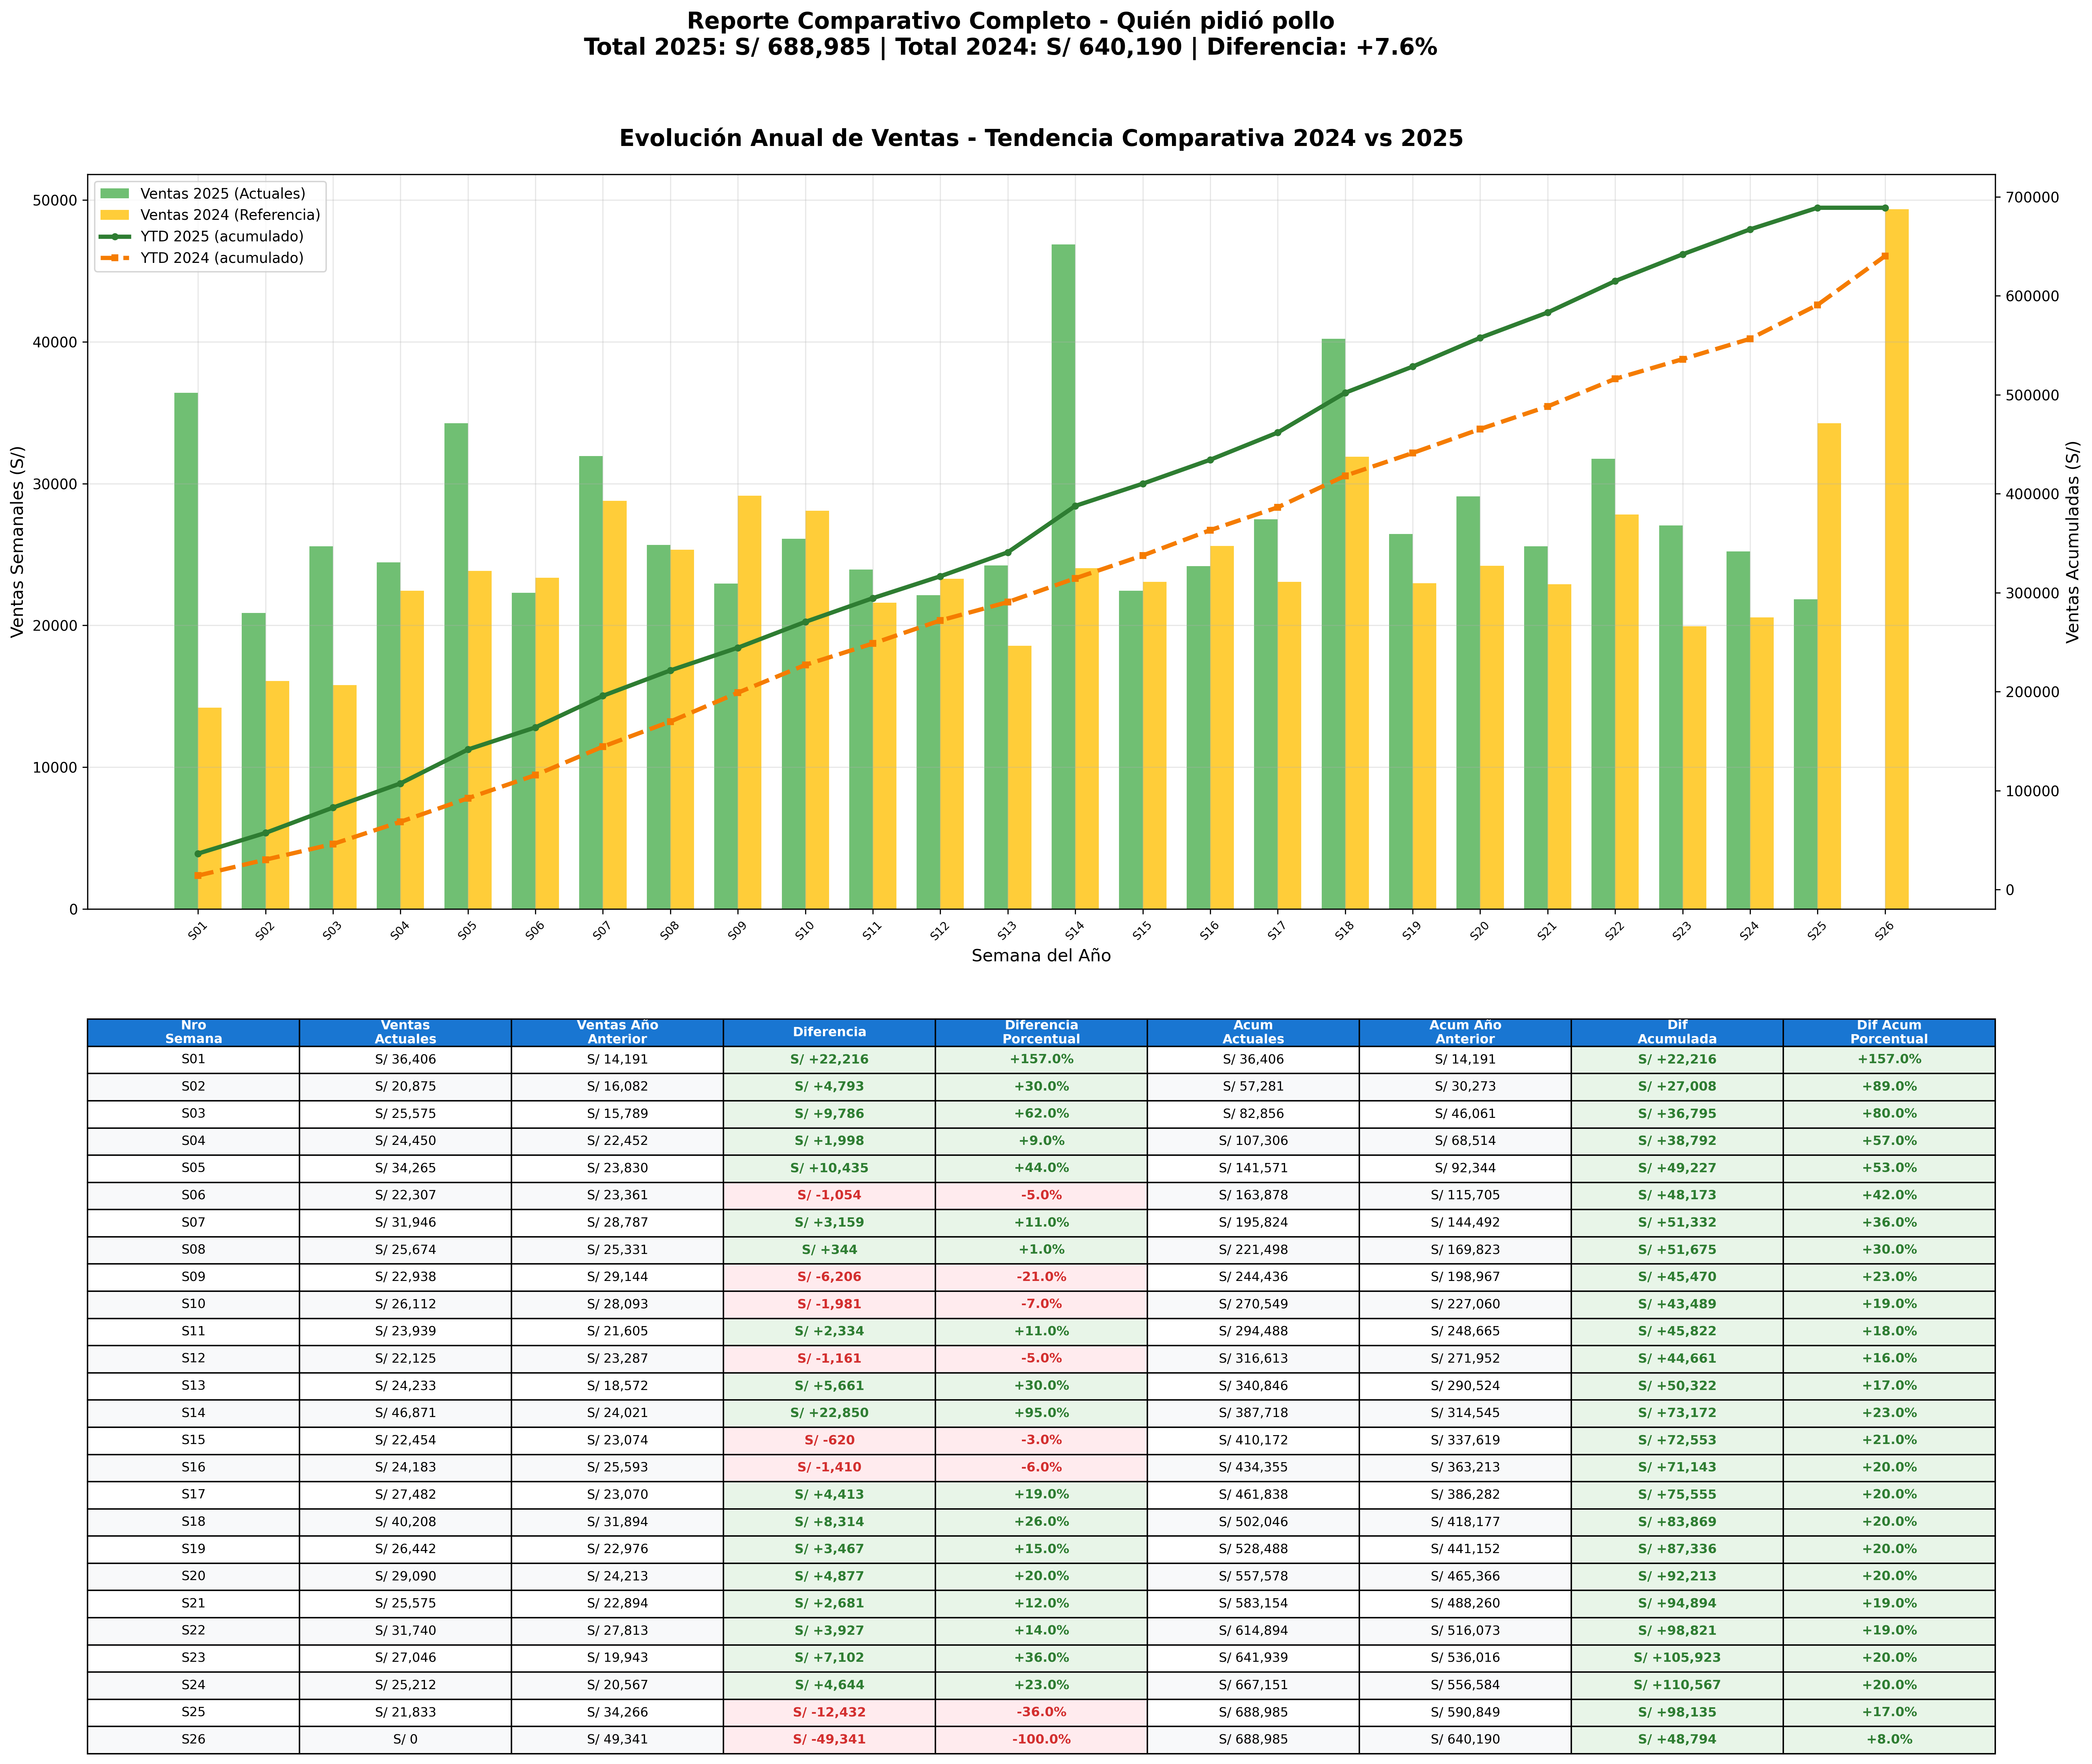 Reporte Comparativo Completo - Quién pidió pollo
Total 2025: S/ 688,985 | Total 2024: S/ 640,190 | Diferencia: +7.6%
Evolución Anual de Ventas - Tendencia Comparativa 2024 vs 2025
Ventas 2025 (Actuales)
Ventas 2024 (Referencia)
YTD 2025 (acumulado)
YTD 2024 (acumulado)
Ventas Semanales (S/)
50000
40000
30000
20000
10000
0
Ventas Acumuladas (S/)
700000
600000
500000
400000
300000
200000
100000
0
S01 S02 S03 S04 S05 S06 S07 S08 S09 S10 S11 S12 S13 S14 S15 S16 S17 S18 S19 S20 S21 S22 S23 S24 S25 S26
Semana del Año
Nro Semana Ventas Actuales Ventas Año Anterior Diferencia Diferencia Porcentual Acum Actuales Acum Año Anterior Dif Acumulada Dif Acum Porcentual
S01 S/ 36,406 S/ 14,191 S/ +22,216 +157.0% S/ 36,406 S/ 14,191 S/ +22,216 +157.0%
S02 S/ 20,875 S/ 16,082 S/ +4,793 +30.0% S/ 57,281 S/ 30,273 S/ +27,008 +89.0%
S03 S/ 25,575 S/ 15,789 S/ +9,786 +62.0% S/ 82,856 S/ 46,061 S/ +36,795 +80.0%
S04 S/ 24,450 S/ 22,452 S/ +1,998 +9.0% S/ 107,306 S/ 68,514 S/ +38,792 +57.0%
S05 S/ 34,265 S/ 23,830 S/ +10,435 +44.0% S/ 141,571 S/ 92,344 S/ +49,227 +53.0%
S06 S/ 22,307 S/ 23,361 S/ -1,054 -5.0% S/ 163,878 S/ 115,705 S/ +48,173 +42.0%
S07 S/ 31,946 S/ 28,787 S/ +3,159 +11.0% S/ 195,824 S/ 144,492 S/ +51,332 +36.0%
S08 S/ 25,674 S/ 25,331 S/ +344 +1.0% S/ 221,498 S/ 169,823 S/ +51,675 +30.0%
S09 S/ 22,938 S/ 29,144 S/ -6,206 -21.0% S/ 244,436 S/ 198,967 S/ +45,470 +23.0%
S10 S/ 26,112 S/ 28,093 S/ -1,981 -7.0% S/ 270,549 S/ 227,060 S/ +43,489 +19.0%
S11 S/ 23,939 S/ 21,605 S/ +2,334 +11.0% S/ 294,488 S/ 248,665 S/ +45,822 +18.0%
S12 S/ 22,125 S/ 23,287 S/ -1,161 -5.0% S/ 316,613 S/ 271,952 S/ +44,661 +16.0%
S13 S/ 24,233 S/ 18,572 S/ +5,661 +30.0% S/ 340,846 S/ 290,524 S/ +50,322 +17.0%
S14 S/ 46,871 S/ 24,021 S/ +22,850 +95.0% S/ 387,718 S/ 314,545 S/ +73,172 +23.0%
S15 S/ 22,454 S/ 23,074 S/ -620 -3.0% S/ 410,172 S/ 337,619 S/ +72,553 +21.0%
S16 S/ 24,183 S/ 25,593 S/ -1,410 -6.0% S/ 434,355 S/ 363,213 S/ +71,143 +20.0%
S17 S/ 27,482 S/ 23,070 S/ +4,413 +19.0% S/ 461,838 S/ 386,282 S/ +75,555 +20.0%
S18 S/ 40,208 S/ 31,894 S/ +8,314 +26.0% S/ 502,046 S/ 418,177 S/ +83,869 +20.0%
S19 S/ 26,442 S/ 22,976 S/ +3,467 +15.0% S/ 528,488 S/ 441,152 S/ +87,336 +20.0%
S20 S/ 29,090 S/ 24,213 S/ +4,877 +20.0% S/ 557,578 S/ 465,366 S/ +92,213 +20.0%
S21 S/ 25,575 S/ 22,894 S/ +2,681 +12.0% S/ 583,154 S/ 488,260 S/ +94,894 +19.0%
S22 S/ 31,740 S/ 27,813 S/ +3,927 +14.0% S/ 614,894 S/ 516,073 S/ +98,821 +19.0%
S23 S/ 27,046 S/ 19,943 S/ +7,102 +36.0% S/ 641,939 S/ 536,016 S/ +105,923 +20.0%
S24 S/ 25,212 S/ 20,567 S/ +4,644 +23.0% S/ 667,151 S/ 556,584 S/ +110,567 +20.0%
S25 S/ 21,833 S/ 34,266 S/ -12,432 -36.0% S/ 688,985 S/ 590,849 S/ +98,135 +17.0%
S26 S/ 0 S/ 49,341 S/ -49,341 -100.0% S/ 688,985 S/ 640,190 S/ +48,794 +8.0%